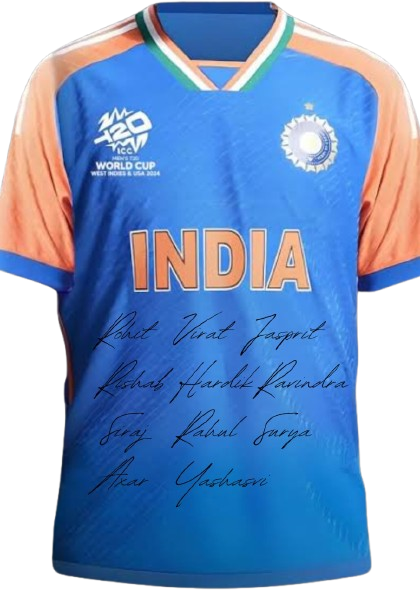 T20
ICC
MEN'S T20
WORLD CUP
WEST INDIES & USA 2024
INDIA
Rohit Virat Jasprit
Rishab Hardik Ravindra
Siraj Rahul Surya
Axar Yashasvi